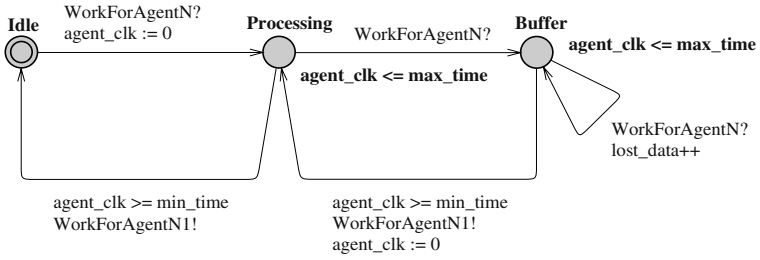 Idle
WorkForAgentN?
agent_clk := 0
Processing
WorkForAgentN?
Buffer
agent_clk <= max_time
agent_clk <= max_time
WorkForAgentN?
lost_data++
agent_clk >= min_time
WorkForAgentN1!
agent_clk >= min_time
WorkForAgentN1!
agent_clk := 0